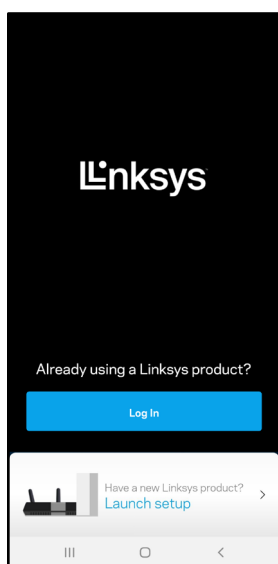 Linksys
Already using a Linksys product?
Log In
Have a new Linksys product?
Launch setup